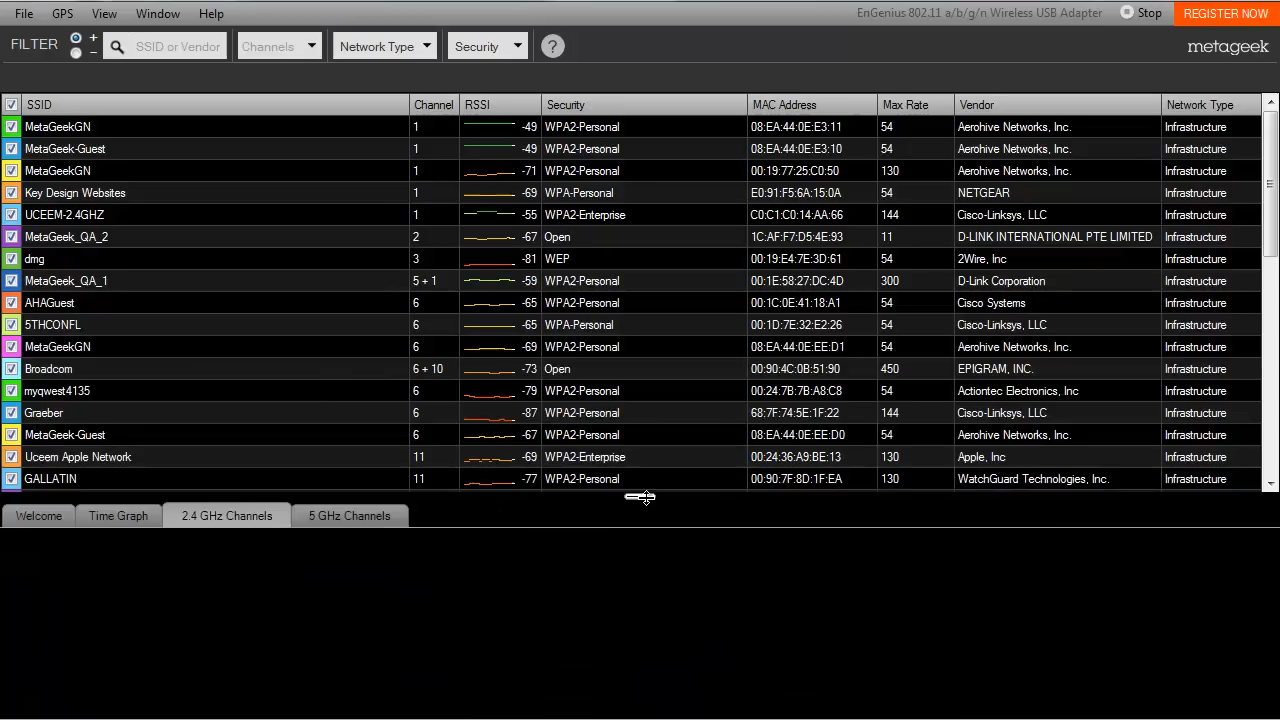 File GPS View Window Help EnGenius 802.11 a/b/g/n Wireless USB Adapter Stop REGISTER NOW
FILTER + − SSID or Vendor Channels Network Type Security ? metageek
SSID Channel RSSI Security MAC Address Max Rate Vendor Network Type
MetaGeekGN 1 -49 WPA2-Personal 08:EA:44:0E:E3:11 54 Aerohive Networks, Inc. Infrastructure
MetaGeek-Guest 1 -49 WPA2-Personal 08:EA:44:0E:E3:10 54 Aerohive Networks, Inc. Infrastructure
MetaGeekGN 1 -71 WPA2-Personal 00:19:77:25:C0:50 130 Aerohive Networks, Inc. Infrastructure
Key Design Websites 1 -69 WPA-Personal E0:91:F5:6A:15:0A 54 NETGEAR Infrastructure
UCEEM-2.4GHZ 1 -55 WPA2-Enterprise C0:C1:C0:14:AA:66 144 Cisco-Linksys, LLC Infrastructure
MetaGeek_QA_2 2 -67 Open 1C:AF:F7:D5:4E:93 11 D-LINK INTERNATIONAL PTE LIMITED Infrastructure
dmg 3 -81 WEP 00:19:E4:7E:3D:61 54 2Wire, Inc Infrastructure
MetaGeek_QA_1 5 + 1 -59 WPA2-Personal 00:1E:58:27:DC:4D 300 D-Link Corporation Infrastructure
AHAGuest 6 -65 WPA2-Personal 00:1C:0E:41:18:A1 54 Cisco Systems Infrastructure
5THCONFL 6 -65 WPA-Personal 00:1D:7E:32:E2:26 54 Cisco-Linksys, LLC Infrastructure
MetaGeekGN 6 -69 WPA2-Personal 08:EA:44:0E:EE:D1 54 Aerohive Networks, Inc. Infrastructure
Broadcom 6 + 10 -73 Open 00:90:4C:0B:51:90 450 EPIGRAM, INC. Infrastructure
myqwest4135 6 -79 WPA2-Personal 00:24:7B:7B:A8:C8 54 Actiontec Electronics, Inc Infrastructure
Graeber 6 -87 WPA2-Personal 68:7F:74:5E:1F:22 144 Cisco-Linksys, LLC Infrastructure
MetaGeek-Guest 6 -67 WPA2-Personal 08:EA:44:0E:EE:D0 54 Aerohive Networks, Inc. Infrastructure
Uceem Apple Network 11 -69 WPA2-Enterprise 00:24:36:A9:BE:13 130 Apple, Inc Infrastructure
GALLATIN 11 -77 WPA2-Personal 00:90:7F:8D:1F:EA 130 WatchGuard Technologies, Inc. Infrastructure
Welcome Time Graph 2.4 GHz Channels 5 GHz Channels